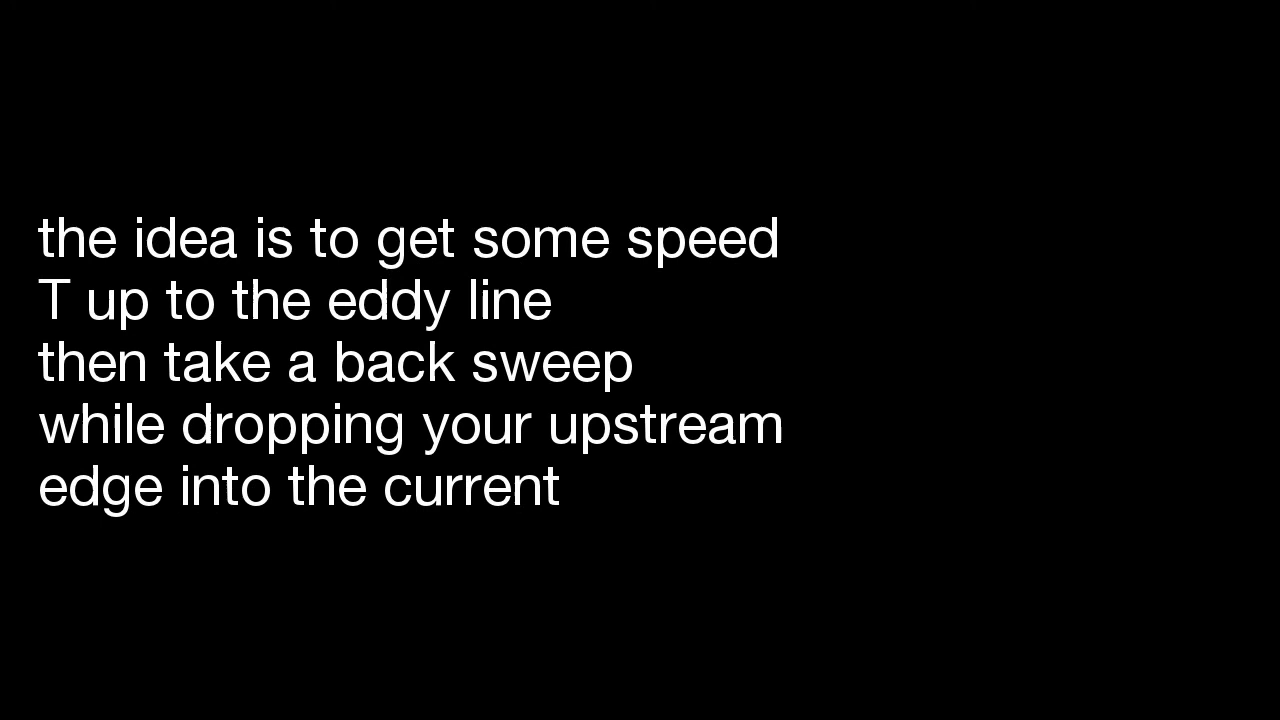 the idea is to get some speed
T up to the eddy line
then take a back sweep
while dropping your upstream
edge into the current